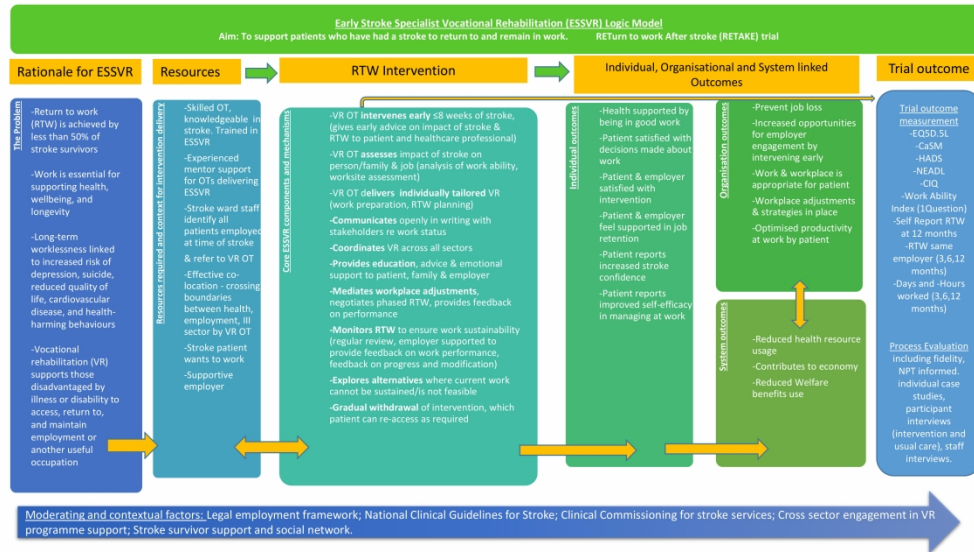 Early Stroke Specialist Vocational Rehabilitation (ESSVR) Logic Model
Aim: To support patients who have had a stroke to return to and remain in work. RETurn to work After stroke (RETAKE) trial
Rationale for ESSVR
Resources
RTW Intervention
Individual, Organisational and System linked
Outcomes
Trial outcome
The Problem
-Return to work
(RTW) is achieved by
less than 50% of
stroke survivors
-Work is essential for
supporting health,
wellbeing, and
longevity
-Long-term
worklessness linked
to increased risk of
depression, suicide,
reduced quality of
life, cardiovascular
disease, and health-
harming behaviours
-Vocational
rehabilitation (VR)
supports those
disadvantaged by
illness or disability to
access, return to,
and maintain
employment or
another useful
occupation
Resources required and context for intervention delivery
-Skilled OT,
knowledgeable in
stroke. Trained in
ESSVR
-Experienced
mentor support
for OTs delivering
ESSVR
-Stroke ward staff
identify all
patients employed
at time of stroke
& refer to VR OT
-Effective co-
location - crossing
boundaries
between health,
employment, III
sector by VR OT
-Stroke patient
wants to work
-Supportive
employer
Core ESSVR components and mechanisms
-VR OT intervenes early ≤8 weeks of stroke,
(gives early advice on impact of stroke &
RTW to patient and healthcare professional)
-VR OT assesses impact of stroke on
person/family & job (analysis of work ability,
worksite assessment)
-VR OT delivers individually tailored VR
(work preparation, RTW planning)
-Communicates openly in writing with
stakeholders re work status
-Coordinates VR across all sectors
-Provides education, advice & emotional
support to patient, family & employer
-Mediates workplace adjustments,
negotiates phased RTW, provides feedback
on performance
-Monitors RTW to ensure work sustainability
(regular review, employer supported to
provide feedback on work performance,
feedback on progress and modification)
-Explores alternatives where current work
cannot be sustained/is not feasible
-Gradual withdrawal of intervention, which
patient can re-access as required
Individual outcomes
-Health supported by
being in good work
-Patient satisfied with
decisions made about
work
-Patient & employer
satisfied with
intervention
-Patient & employer
feel supported in job
retention
-Patient reports
increased stroke
confidence
-Patient reports
improved self-efficacy
in managing at work
Organisation outcomes
-Prevent job loss
-Increased opportunities
for employer
engagement by
intervening early
-Work & workplace is
appropriate for patient
-Workplace adjustments
& strategies in place
-Optimised productivity
at work by patient
System outcomes
-Reduced health resource
usage
-Contributes to economy
-Reduced Welfare
benefits use
Trial outcome
measurement
-EQ5D.5L
-CaSM
-HADS
-NEADL
-CIQ
-Work Ability
Index (1Question)
-Self Report RTW
at 12 months
-RTW same
employer (3,6,12
months)
-Days and -Hours
worked (3,6,12
months)
Process Evaluation
including fidelity,
NPT informed.
individual case
studies,
participant
interviews
(intervention and
usual care), staff
interviews.
Moderating and contextual factors: Legal employment framework; National Clinical Guidelines for Stroke; Clinical Commissioning for stroke services; Cross sector engagement in VR
programme support; Stroke survivor support and social network.